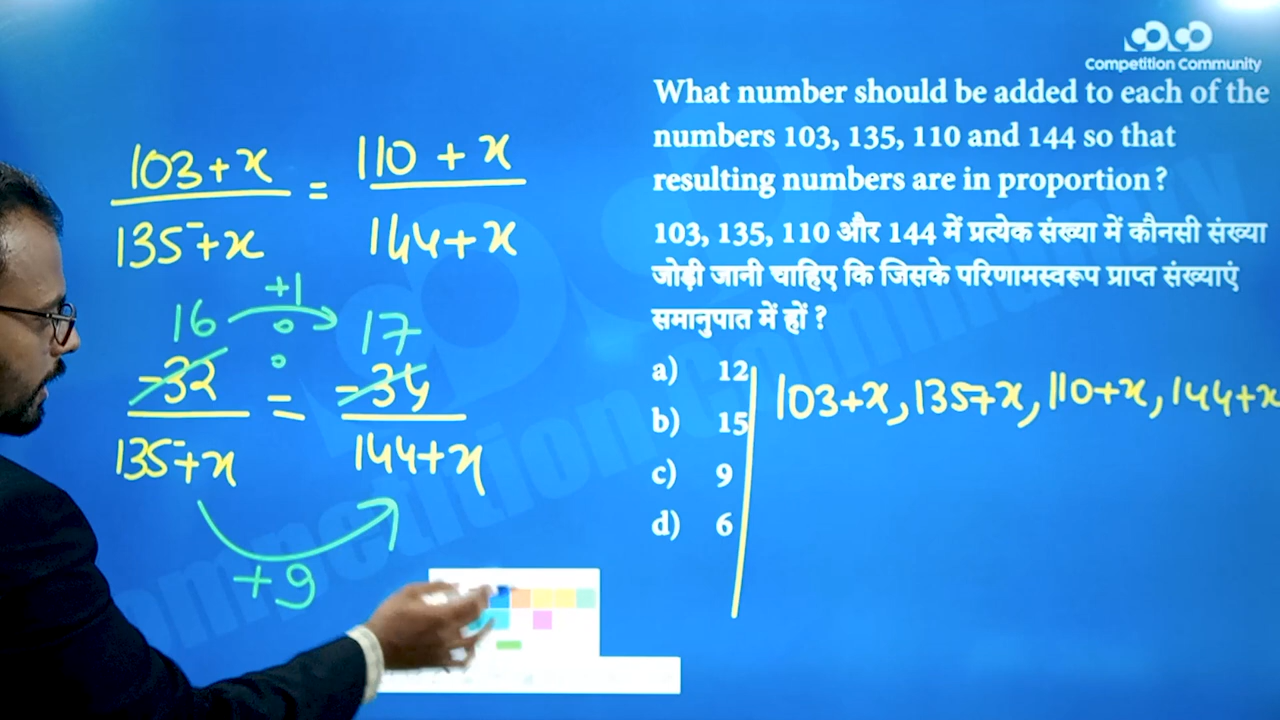 Competition Community
What number should be added to each of the
numbers 103, 135, 110 and 144 so that
resulting numbers are in proportion ?
103, 135, 110 और 144 में प्रत्येक संख्या में कौनसी संख्या
जोड़ी जानी चाहिए कि जिसके परिणामस्वरूप प्राप्त संख्याएं
समानुपात में हों ?
a) 12
b) 15
c) 9
d) 6
103+x, 135+x, 110+x, 144+x
103+x = 110 + x
135+x 144+x
+1
16 17
-32 = -34
135+x 144+x
+9
Competition Community